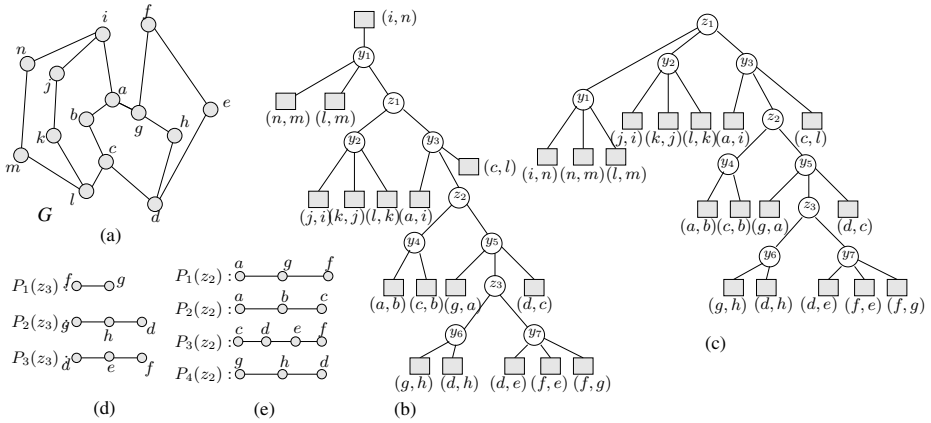 i
f
n
j
a
e
b
g
h
k
c
m
l
d
G
(a)
(i, n)
y1
(n, m) (l, m)
z1
y2
y3
(c, l)
(j, i)(k, j) (l, k)(a, i)
z2
y4
y5
(a, b) (c, b) (g, a) (d, c)
z3
y6
y7
(g, h) (d, h) (d, e) (f, e) (f, g)
(b)
z1
y2
y3
y1
z2
(j, i) (k, j)(l, k) (a, i) (c, l)
y4
y5
(i, n) (n, m) (l, m)
z3
(a, b) (c, b) (g, a) (d, c)
y6
y7
(g, h) (d, h) (d, e) (f, e) (f, g)
(c)
P1(z3) : f g
P2(z3) : g h d
P3(z3) : d e f
(d)
P1(z2) : a g f
P2(z2) : a b c
P3(z2) : c d e f
P4(z2) : g h d
(e)